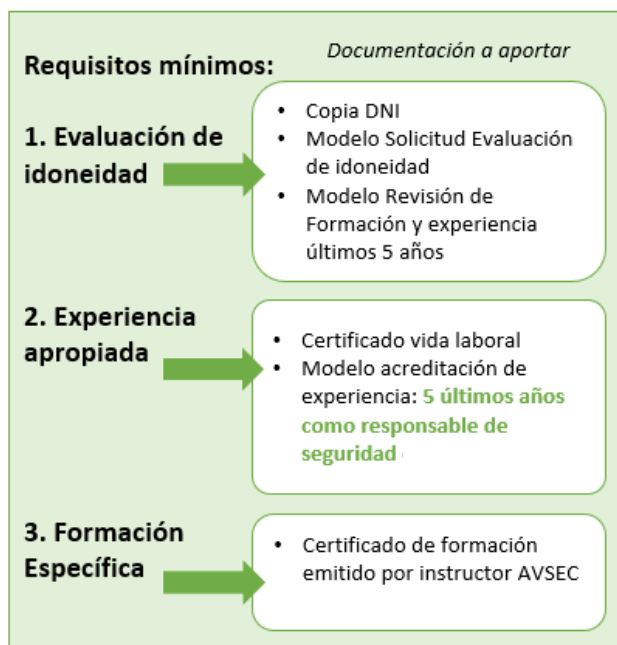 Documentación a aportar
Requisitos mínimos:
1. Evaluación de
idoneidad
• Copia DNI
• Modelo Solicitud Evaluación
de idoneidad
• Modelo Revisión de
Formación y experiencia
últimos 5 años
2. Experiencia
apropiada
• Certificado vida laboral
• Modelo acreditación de
experiencia: 5 últimos años
como responsable de
seguridad
3. Formación
Específica
• Certificado de formación
emitido por instructor AVSEC